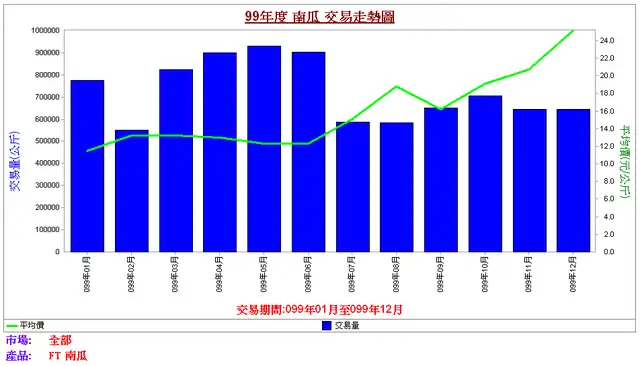 99年度 南瓜 交易走勢圖
交易量(公斤)
1000000
900000
800000
700000
600000
500000
400000
300000
200000
100000
0
平均價(元/公斤)
24.0
22.0
20.0
18.0
16.0
14.0
12.0
10.0
8.0
6.0
4.0
2.0
0.0
099年01月
099年02月
099年03月
099年04月
099年05月
099年06月
099年07月
099年08月
099年09月
099年10月
099年11月
099年12月
交易期間:099年01月至099年12月
平均價 交易量
市場: 全部
產品: FT 南瓜